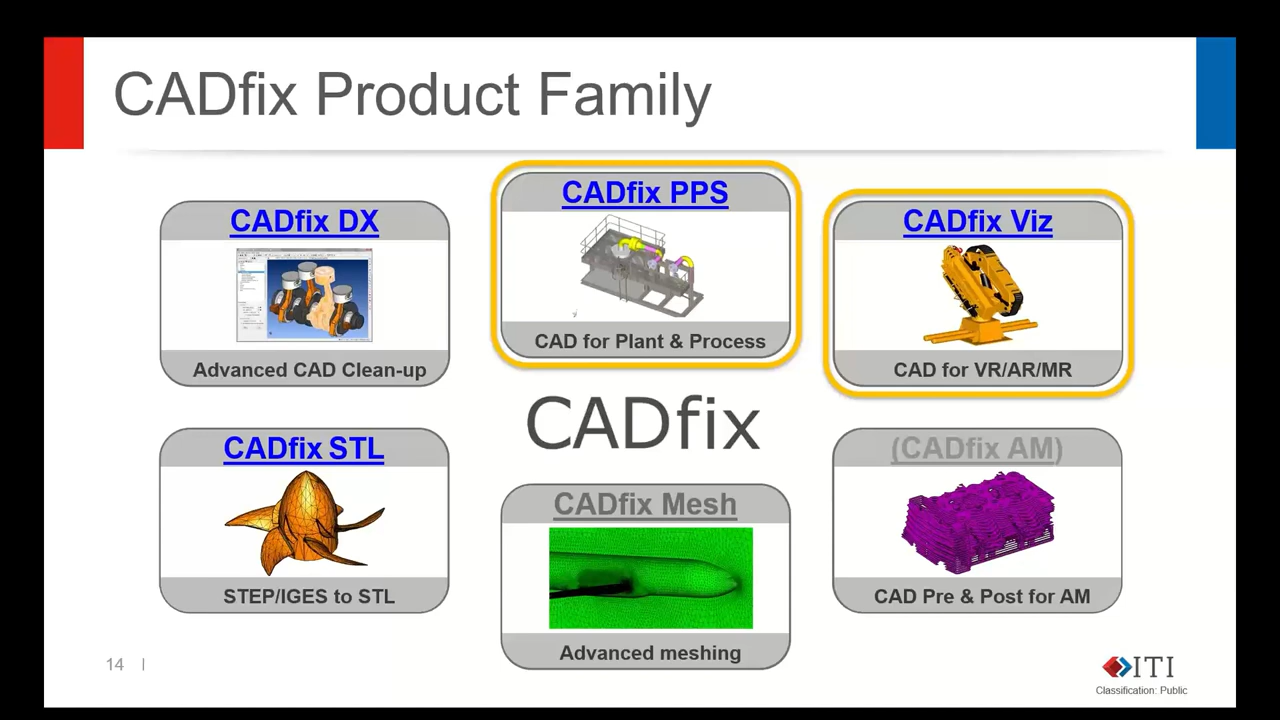 CADfix Product Family
CADfix DX
Advanced CAD Clean-up
CADfix PPS
CAD for Plant & Process
CADfix Viz
CAD for VR/AR/MR
CADfix
CADfix STL
STEP/IGES to STL
CADfix Mesh
Advanced meshing
(CADfix AM)
CAD Pre & Post for AM
14 |
ITI
Classification: Public